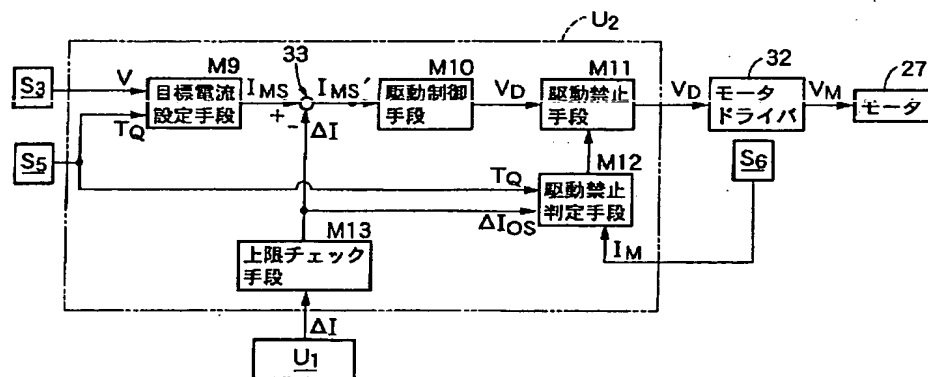 U2
S3
V
M9
目標電流
設定手段
IMS
33
+
-
IMS'
ΔI
M10
駆動制御
手段
VD
M11
駆動禁止
手段
VD
32
モータ
ドライバ
VM
27
モータ
S5
TQ
TQ
ΔIOS
M12
駆動禁止
判定手段
IM
S6
M13
上限チェック
手段
ΔI
U1